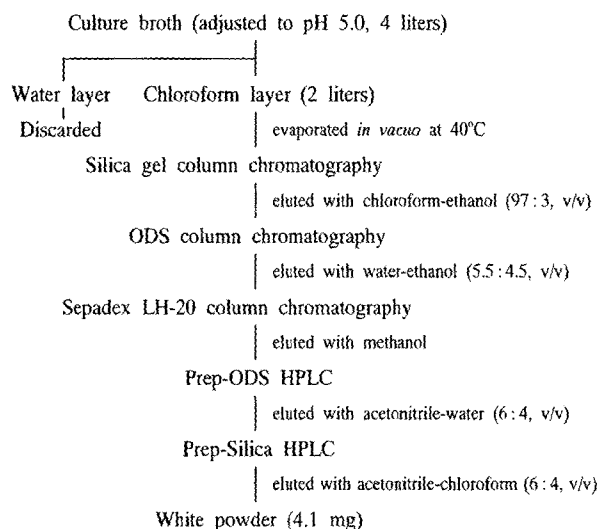 Culture broth (adjusted to pH 5.0, 4 liters)
Water layer Chloroform layer (2 liters)
Discarded evaporated in vacuo at 40°C
Silica gel column chromatography
eluted with chloroform-ethanol (97 : 3, v/v)
ODS column chromatography
eluted with water-ethanol (5.5 : 4.5, v/v)
Sepadex LH-20 column chromatography
eluted with methanol
Prep-ODS HPLC
eluted with acetonitrile-water (6 : 4, v/v)
Prep-Silica HPLC
eluted with acetonitrile-chloroform (6 : 4, v/v)
White powder (4.1 mg)